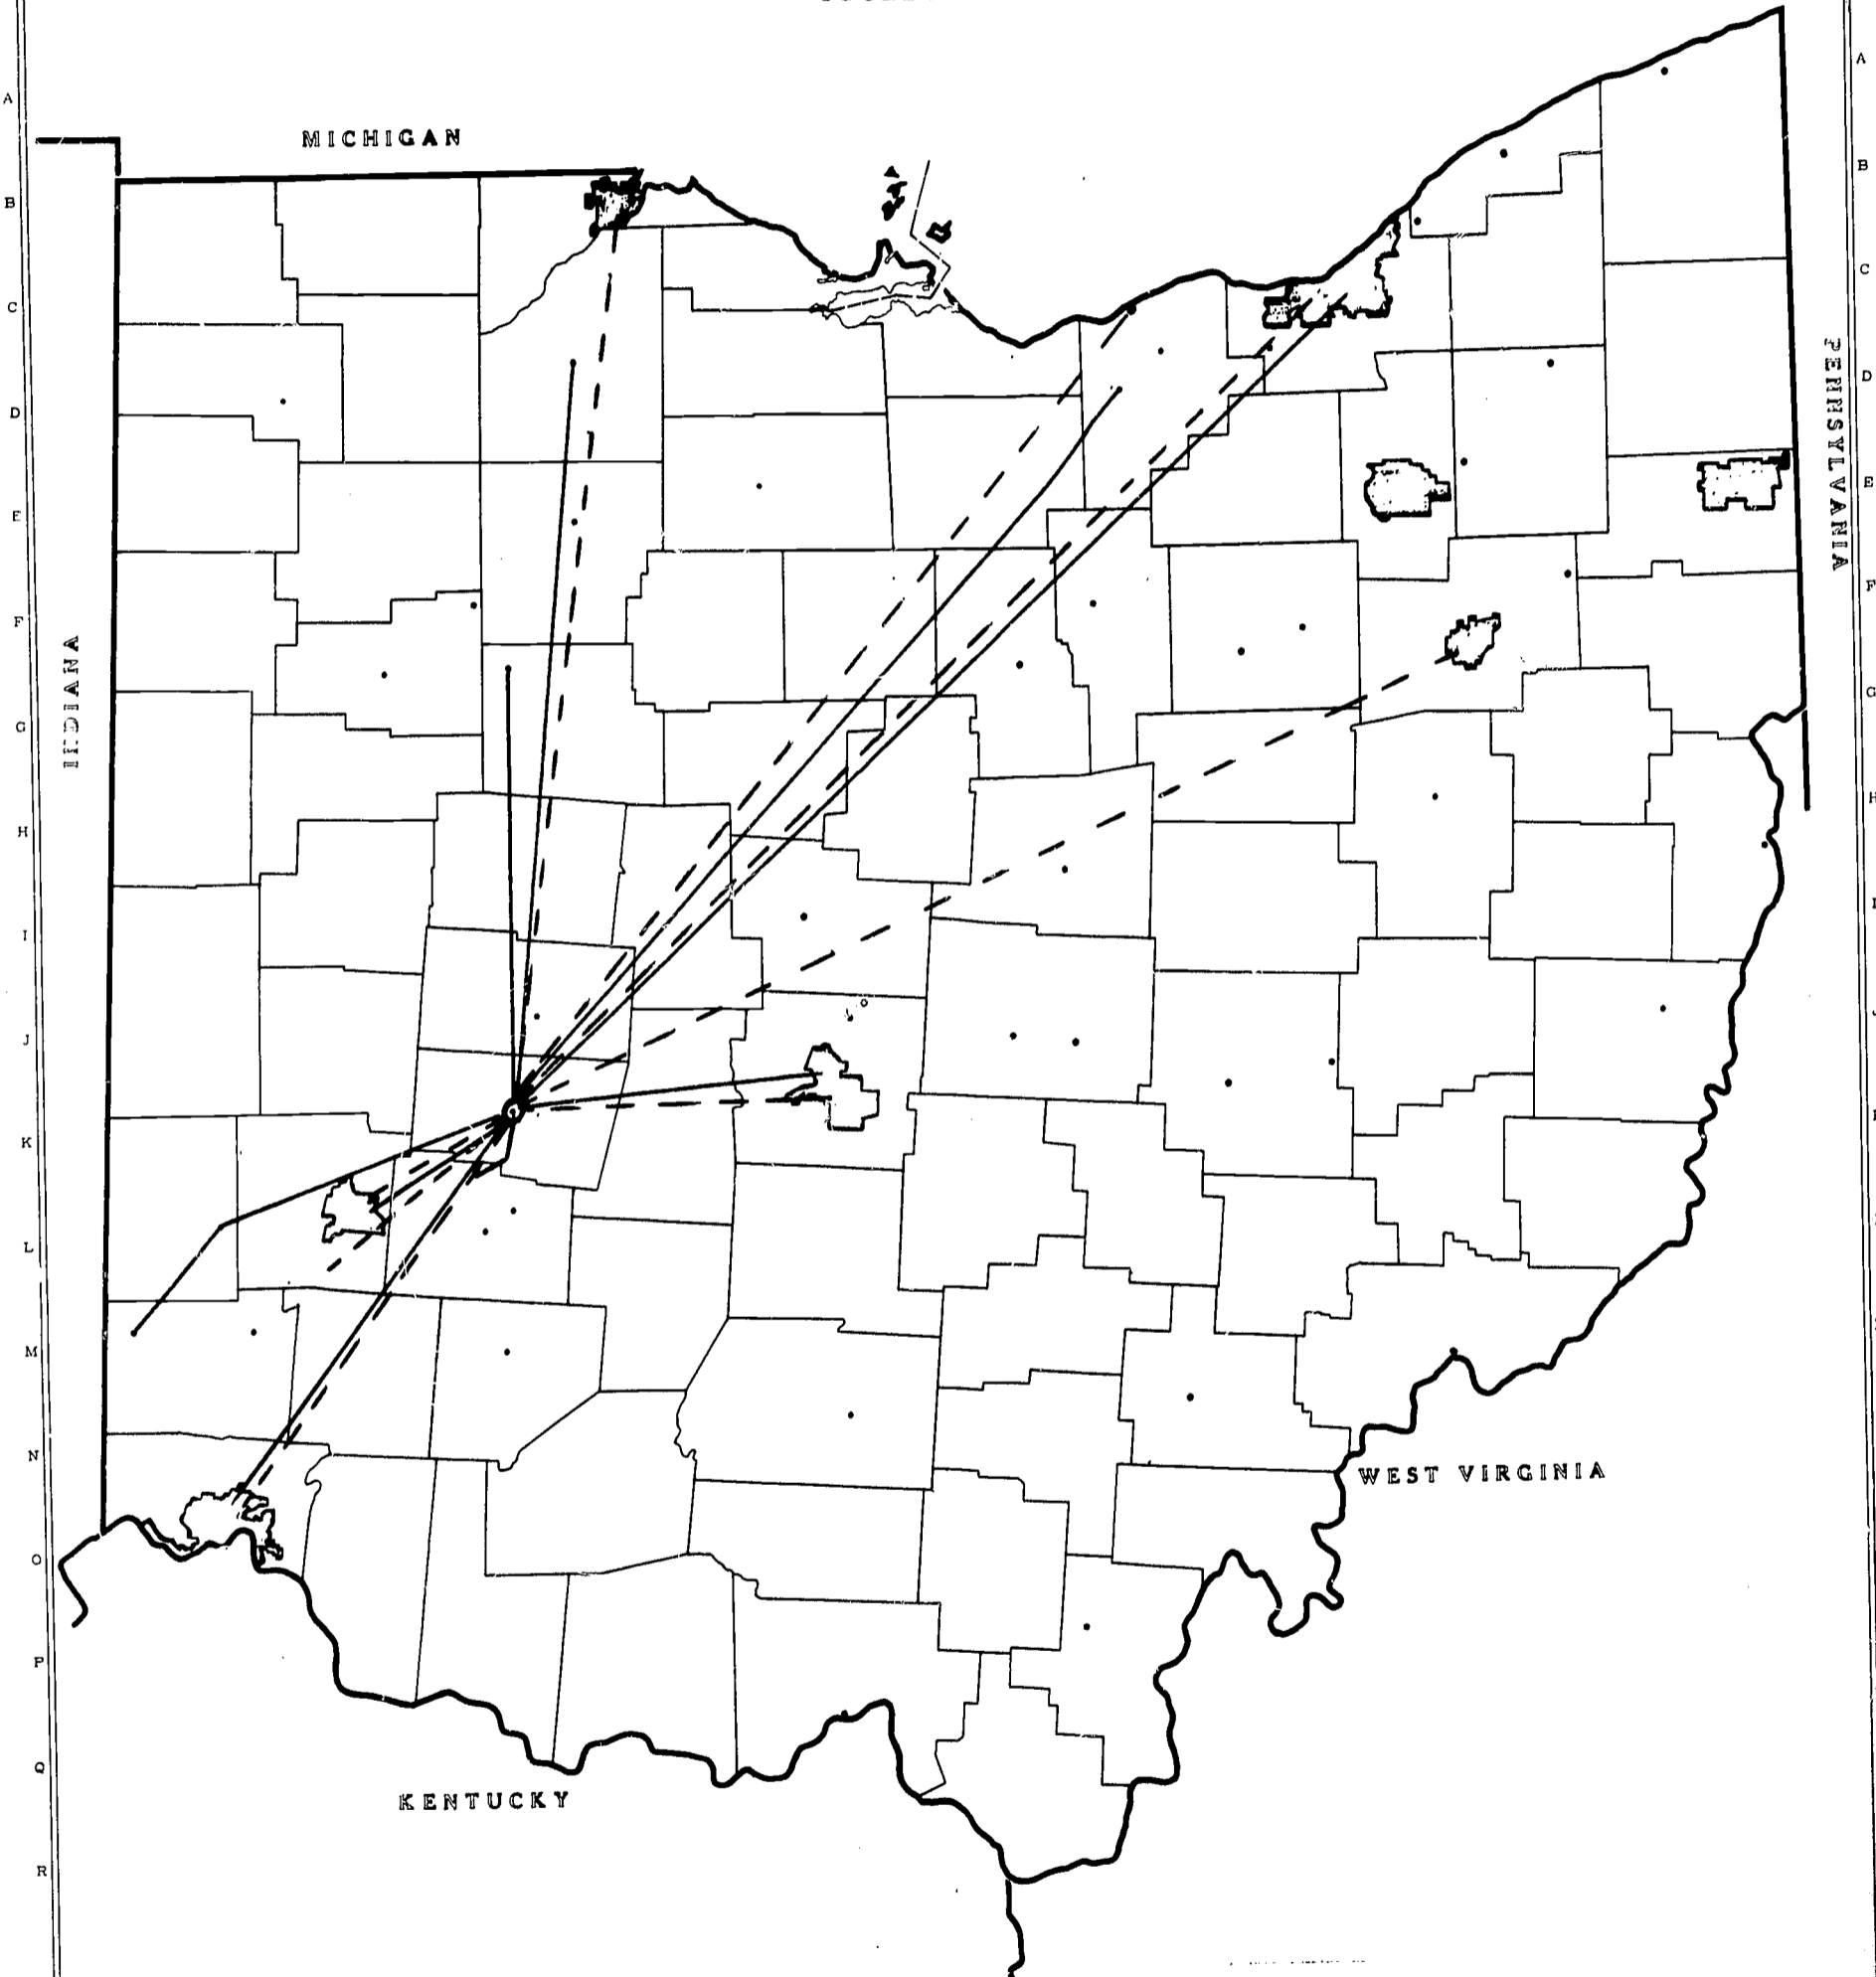 MICHIGAN
INDIANA
PENNSYLVANIA
WEST VIRGINIA
KENTUCKY
A
B
C
D
E
F
G
H
I
J
K
L
M
N
O
P
Q
R
A
B
C
D
E
F
G
H